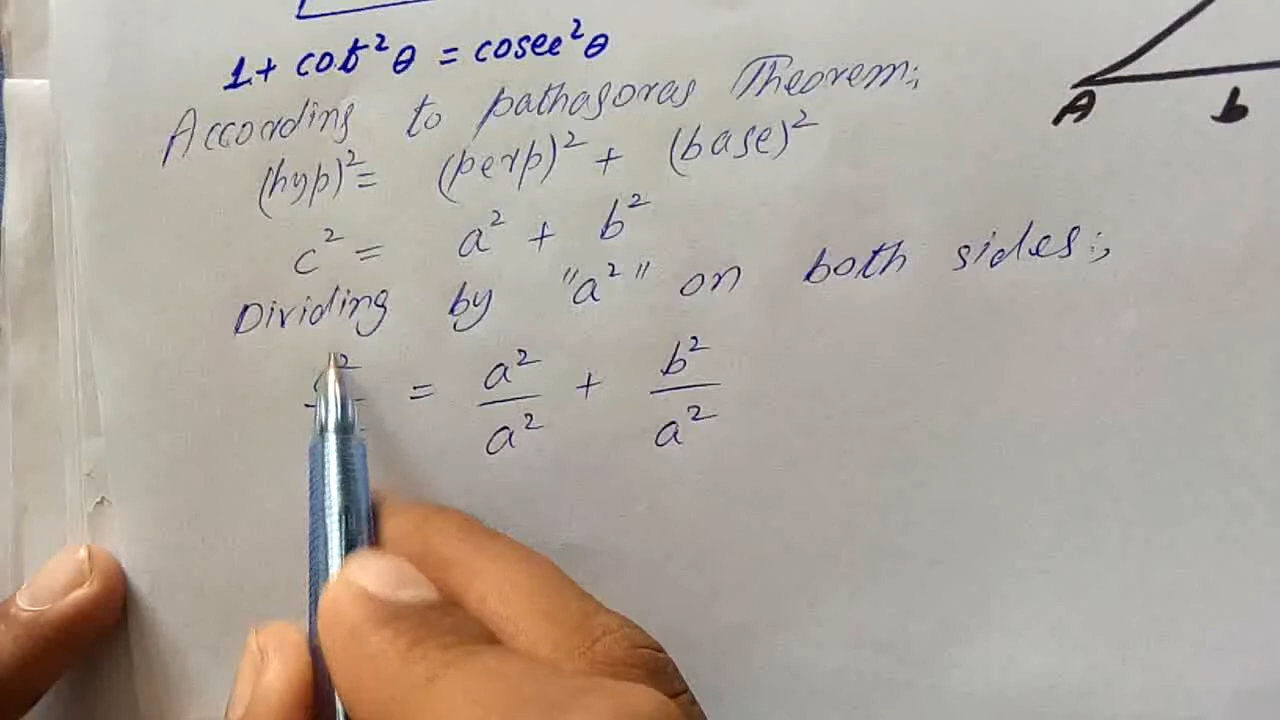 1 + cot²θ = cosec²θ
According to pathagoras Theorem;
(hyp)² = (perp)² + (base)²
c² = a² + b²
Dividing by "a²" on both sides;
= a²/a² + b²/a²
A b